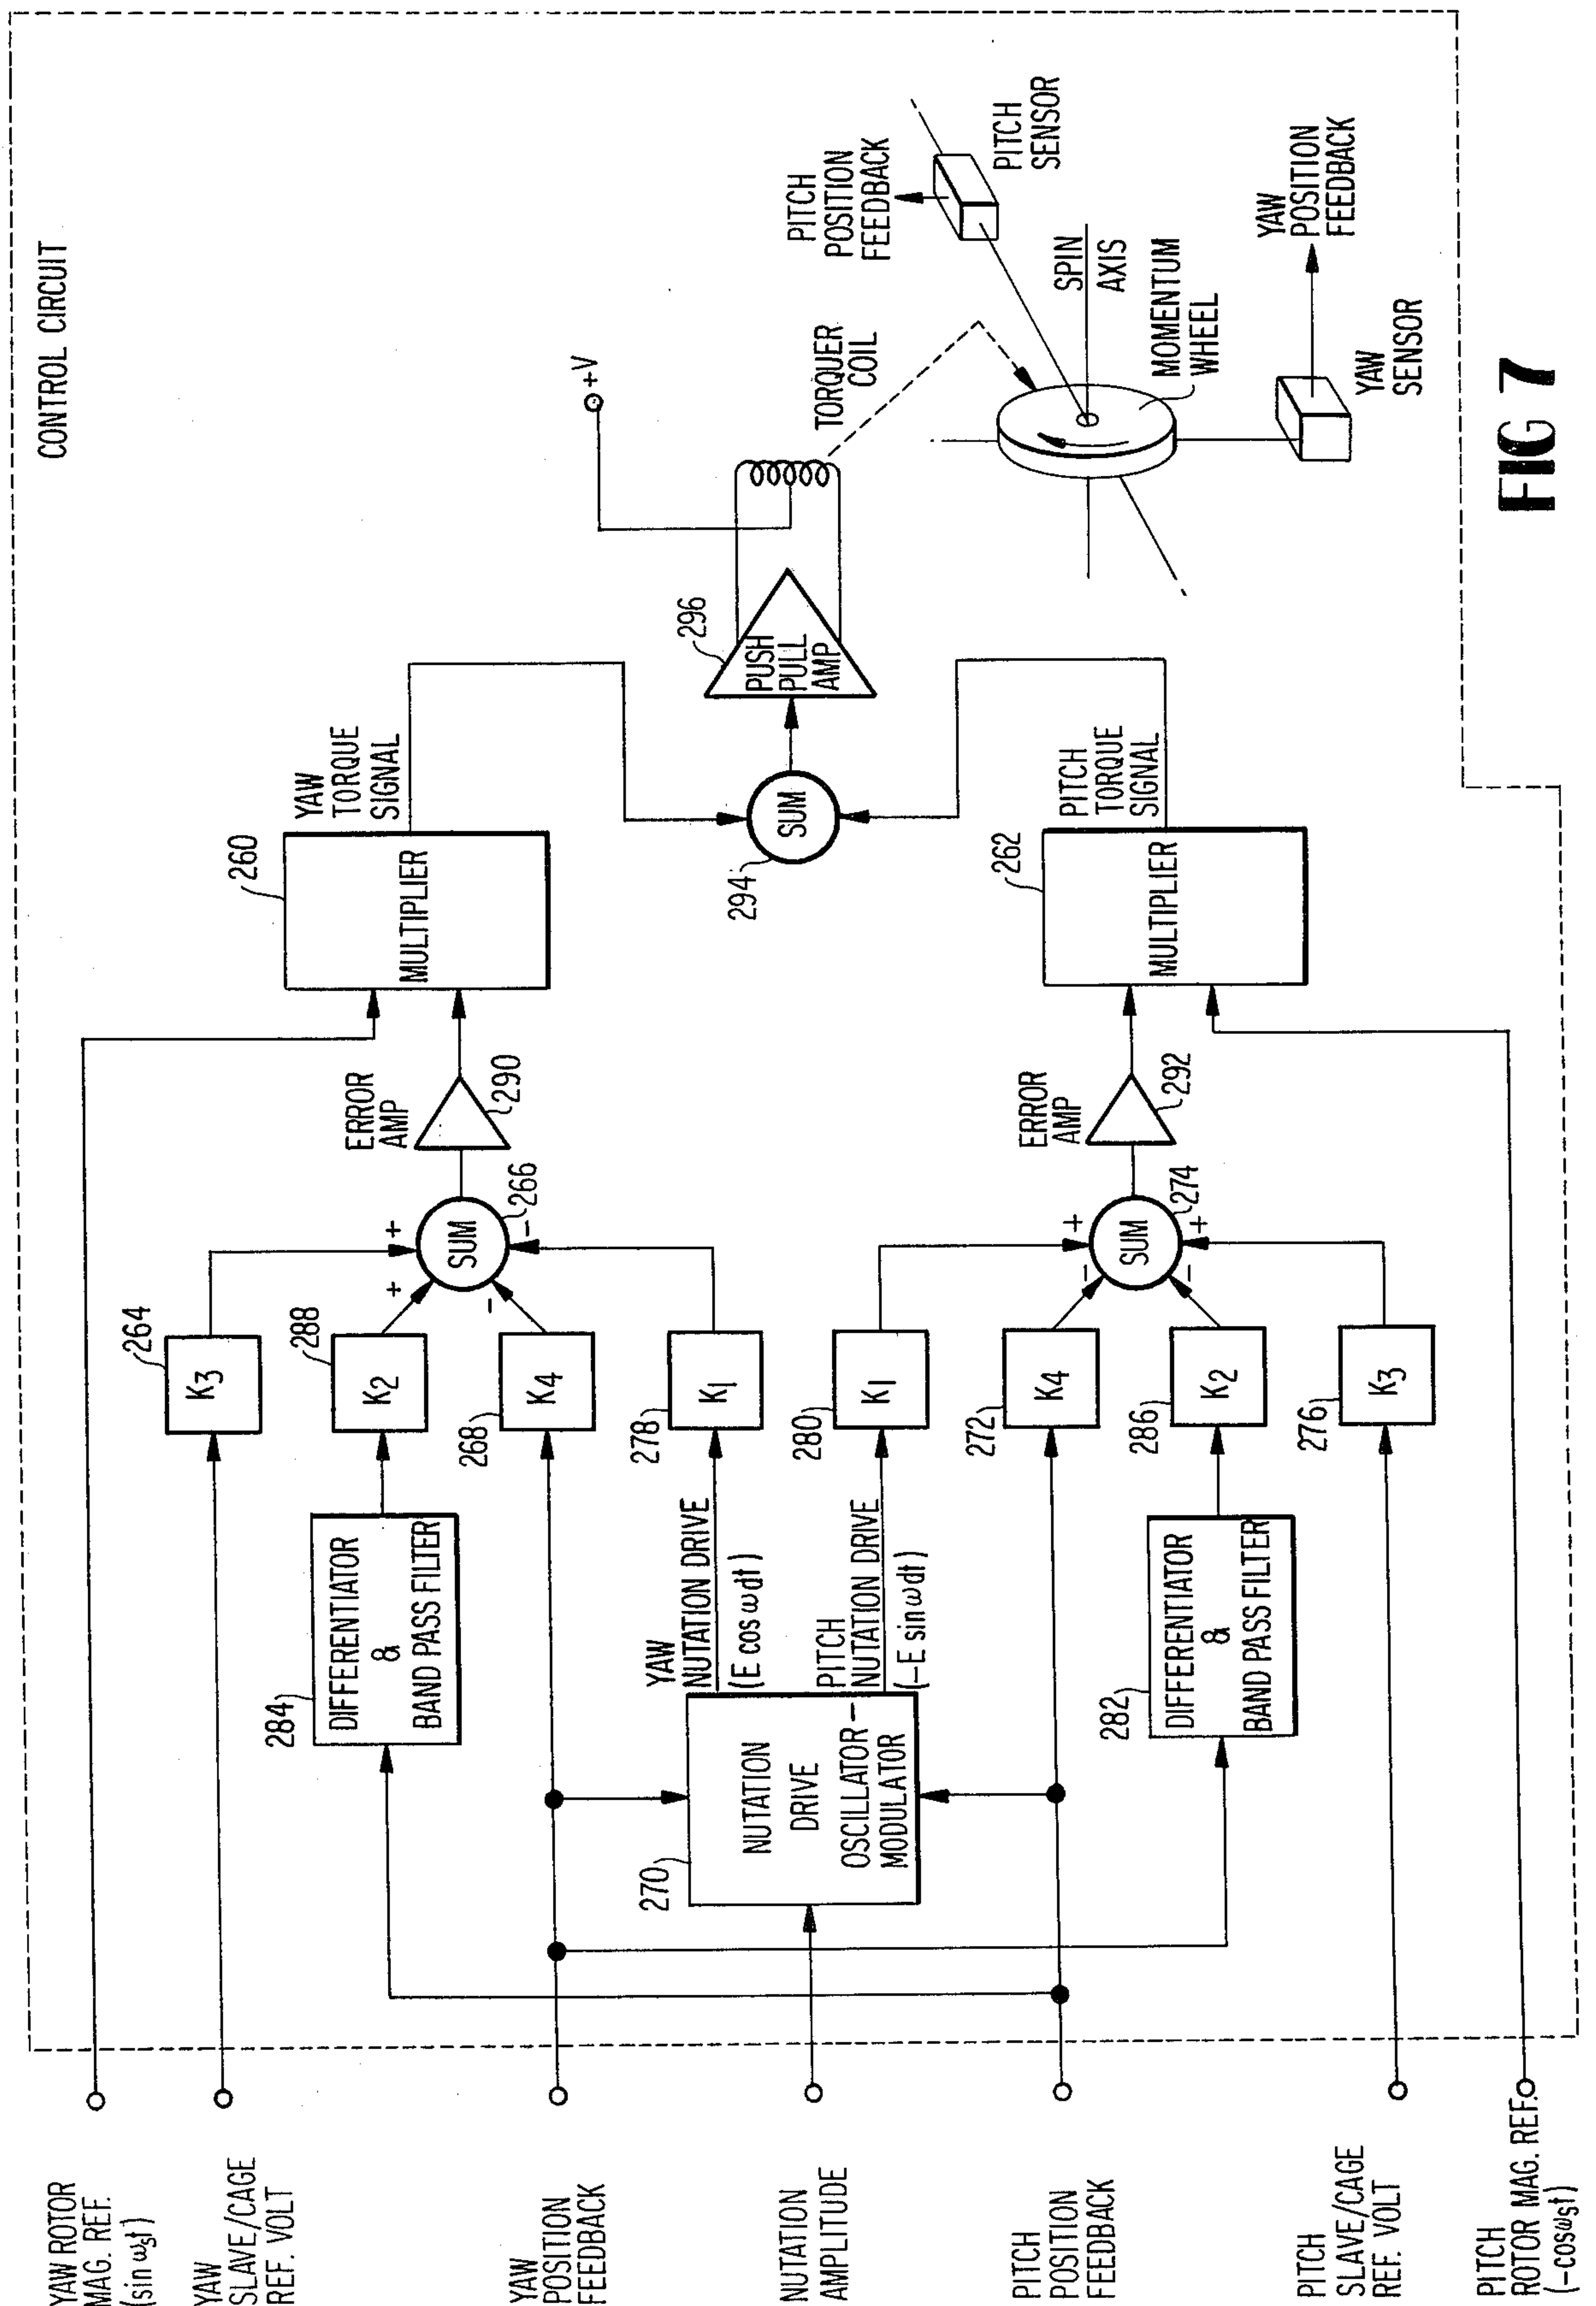 CONTROL CIRCUIT
YAW ROTOR
MAG. REF.
(sin ωst)
YAW
SLAVE/CAGE
REF. VOLT
YAW
POSITION
FEEDBACK
NUTATION
AMPLITUDE
PITCH
POSITION
FEEDBACK
PITCH
SLAVE/CAGE
REF. VOLT
PITCH
ROTOR MAG. REF.
(-cosωst)
284
DIFFERENTIATOR
&
BAND PASS FILTER
270
NUTATION
DRIVE
OSCILLATOR-
MODULATOR
282
DIFFERENTIATOR
&
BAND PASS FILTER
YAW
NUTATION DRIVE
(E cos ωdt)
PITCH
NUTATION DRIVE
(-E sin ωdt)
264
K3
288
K2
268
K4
278
K1
280
K1
272
K4
286
K2
276
K3
+
+
-
-
SUM
266
+
-
-
+
SUM
274
ERROR
AMP
290
ERROR
AMP
292
260
MULTIPLIER
262
MULTIPLIER
YAW
TORQUE
SIGNAL
PITCH
TORQUE
SIGNAL
294
SUM
296
PUSH
PULL
AMP
+V
TORQUER
COIL
PITCH
POSITION
FEEDBACK
PITCH
SENSOR
SPIN
AXIS
MOMENTUM
WHEEL
YAW
POSITION
FEEDBACK
YAW
SENSOR
FIG 7